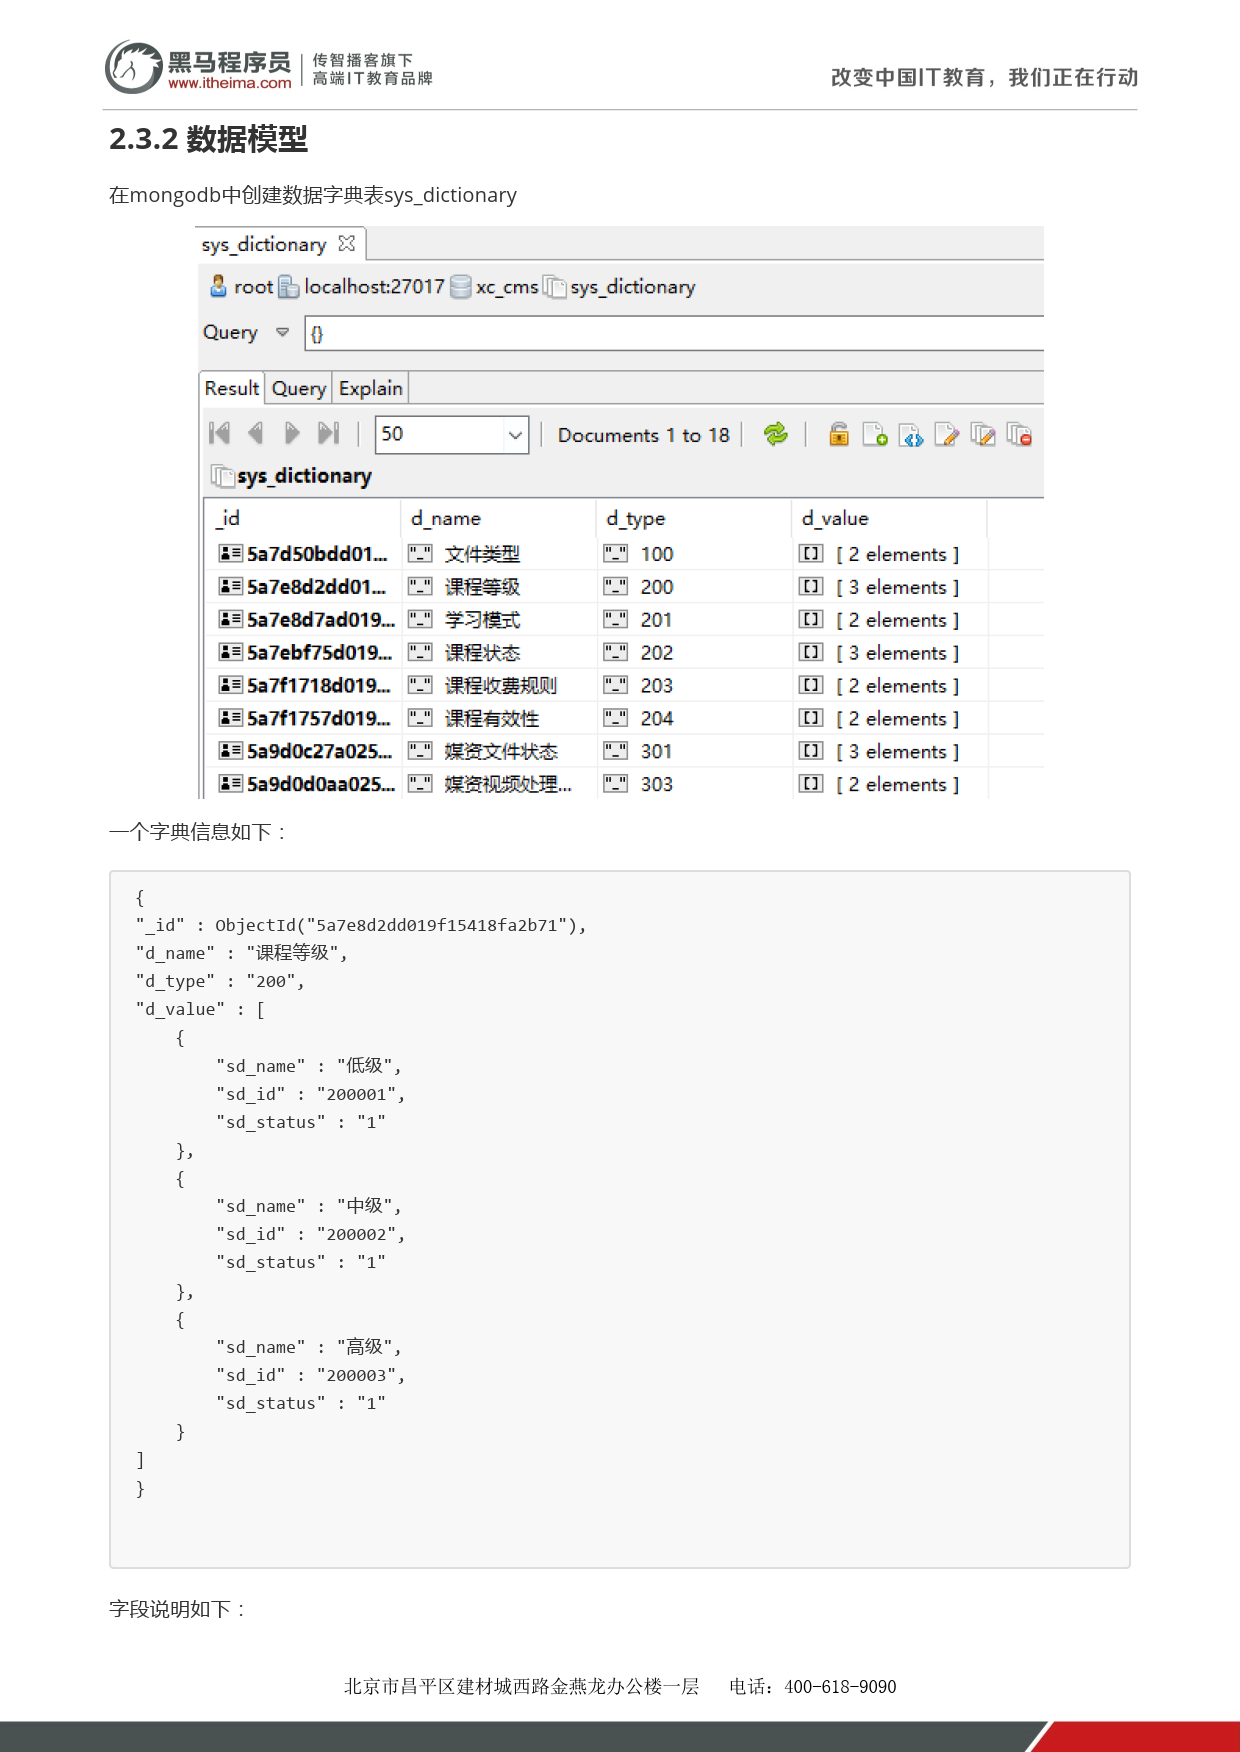 黑马程序员
www.itheima.com
传智播客旗下
高端IT教育品牌
改变中国IT教育，我们正在行动
2.3.2 数据模型
在mongodb中创建数据字典表sys_dictionary
sys_dictionary
root localhost:27017 xc_cms sys_dictionary
Query {}
Result Query Explain
50 Documents 1 to 18
sys_dictionary
_id d_name d_type d_value
5a7d50bdd01... "_" 文件类型 "_" 100 [ 2 elements ]
5a7e8d2dd01... "_" 课程等级 "_" 200 [ 3 elements ]
5a7e8d7ad019... "_" 学习模式 "_" 201 [ 2 elements ]
5a7ebf75d019... "_" 课程状态 "_" 202 [ 3 elements ]
5a7f1718d019... "_" 课程收费规则 "_" 203 [ 2 elements ]
5a7f1757d019... "_" 课程有效性 "_" 204 [ 2 elements ]
5a9d0c27a025... "_" 媒资文件状态 "_" 301 [ 3 elements ]
5a9d0d0aa025... "_" 媒资视频处理... "_" 303 [ 2 elements ]
一个字典信息如下：
{
"_id" : ObjectId("5a7e8d2dd019f15418fa2b71"),
"d_name" : "课程等级",
"d_type" : "200",
"d_value" : [
{
"sd_name" : "低级",
"sd_id" : "200001",
"sd_status" : "1"
},
{
"sd_name" : "中级",
"sd_id" : "200002",
"sd_status" : "1"
},
{
"sd_name" : "高级",
"sd_id" : "200003",
"sd_status" : "1"
}
]
}
字段说明如下：
北京市昌平区建材城西路金燕龙办公楼一层 电话：400-618-9090